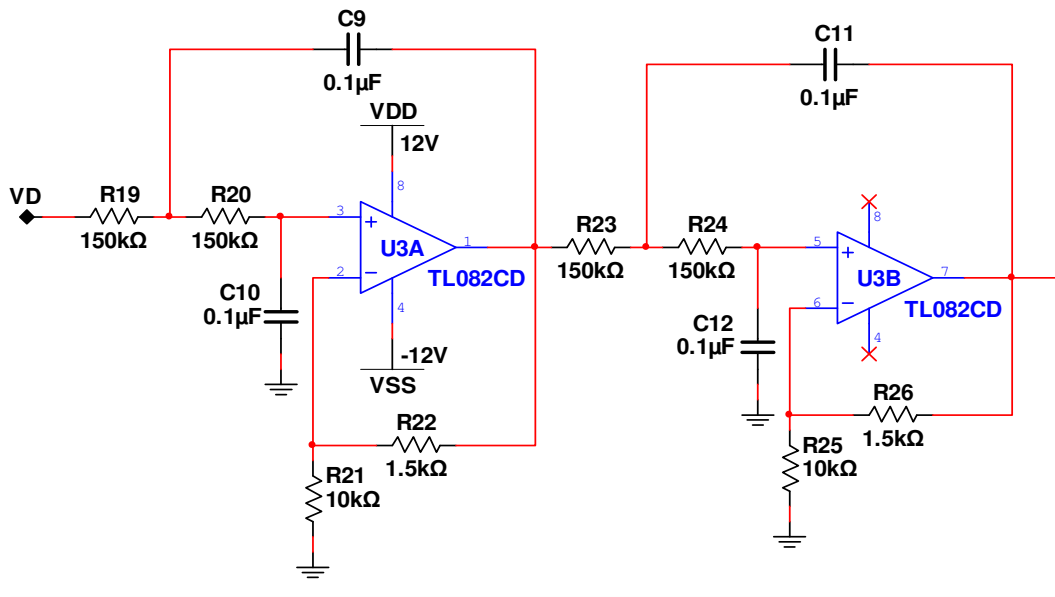 C9
0.1µF
VDD
12V
VD
R19
150kΩ
R20
150kΩ
C10
0.1µF
3
2
8
4
1
+
−
U3A
TL082CD
-12V
VSS
R22
1.5kΩ
R21
10kΩ
C11
0.1µF
R23
150kΩ
R24
150kΩ
C12
0.1µF
5
6
8
4
7
+
−
U3B
TL082CD
R26
1.5kΩ
R25
10kΩ